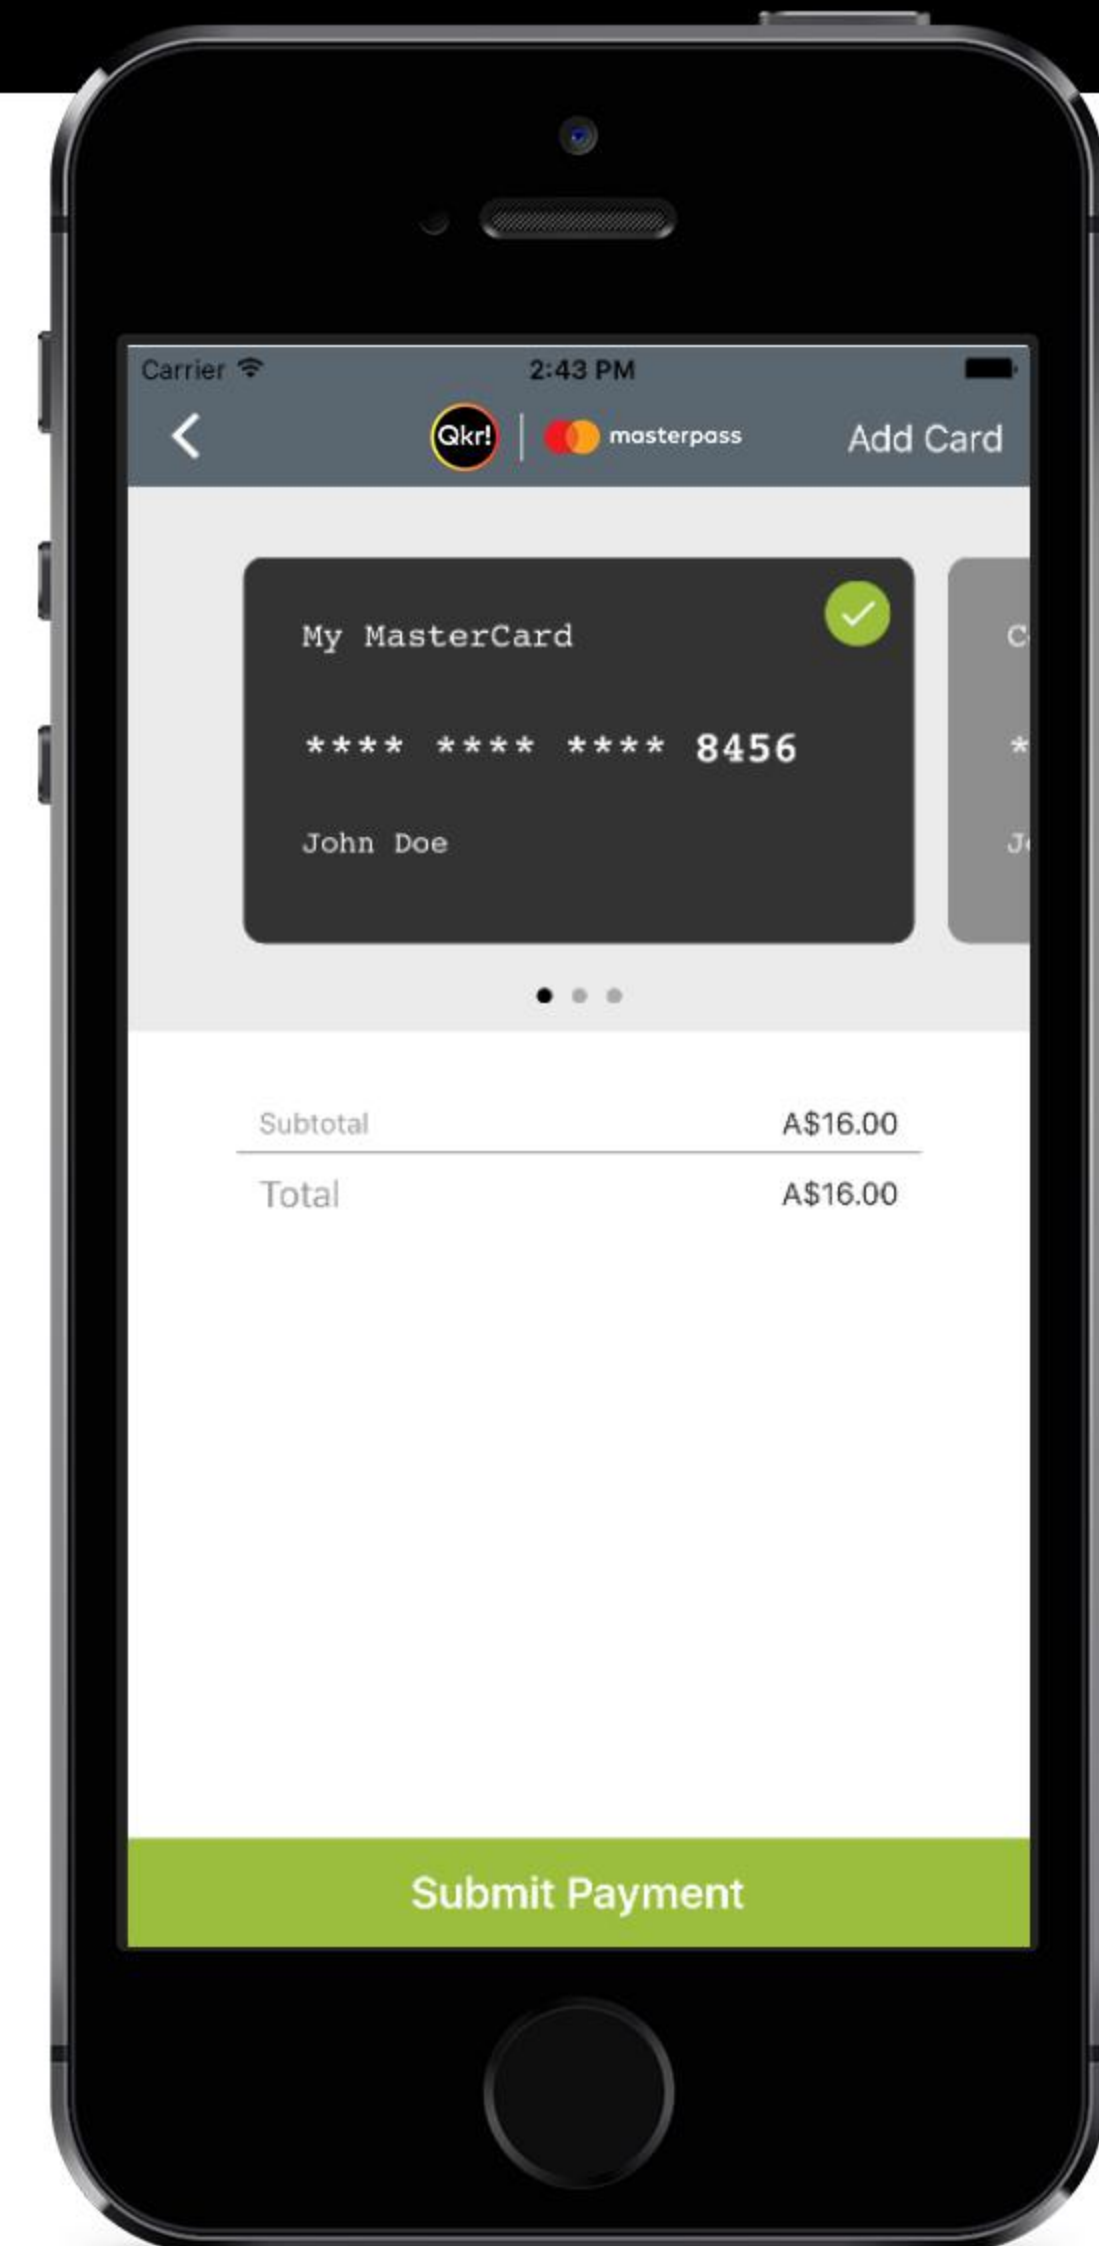 Carrier 2:43 PM
Qkr! | masterpass Add Card
My MasterCard
**** **** **** 8456
John Doe
Subtotal A$16.00
Total A$16.00
Submit Payment